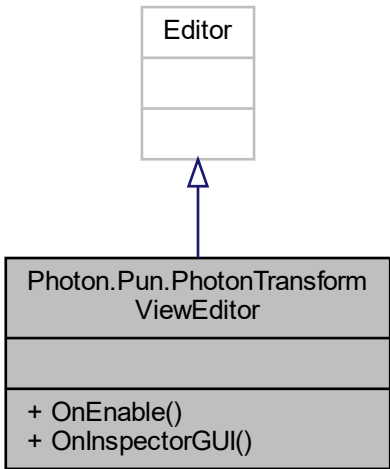 Editor
Photon.Pun.PhotonTransform
ViewEditor
+ OnEnable()
+ OnInspectorGUI()